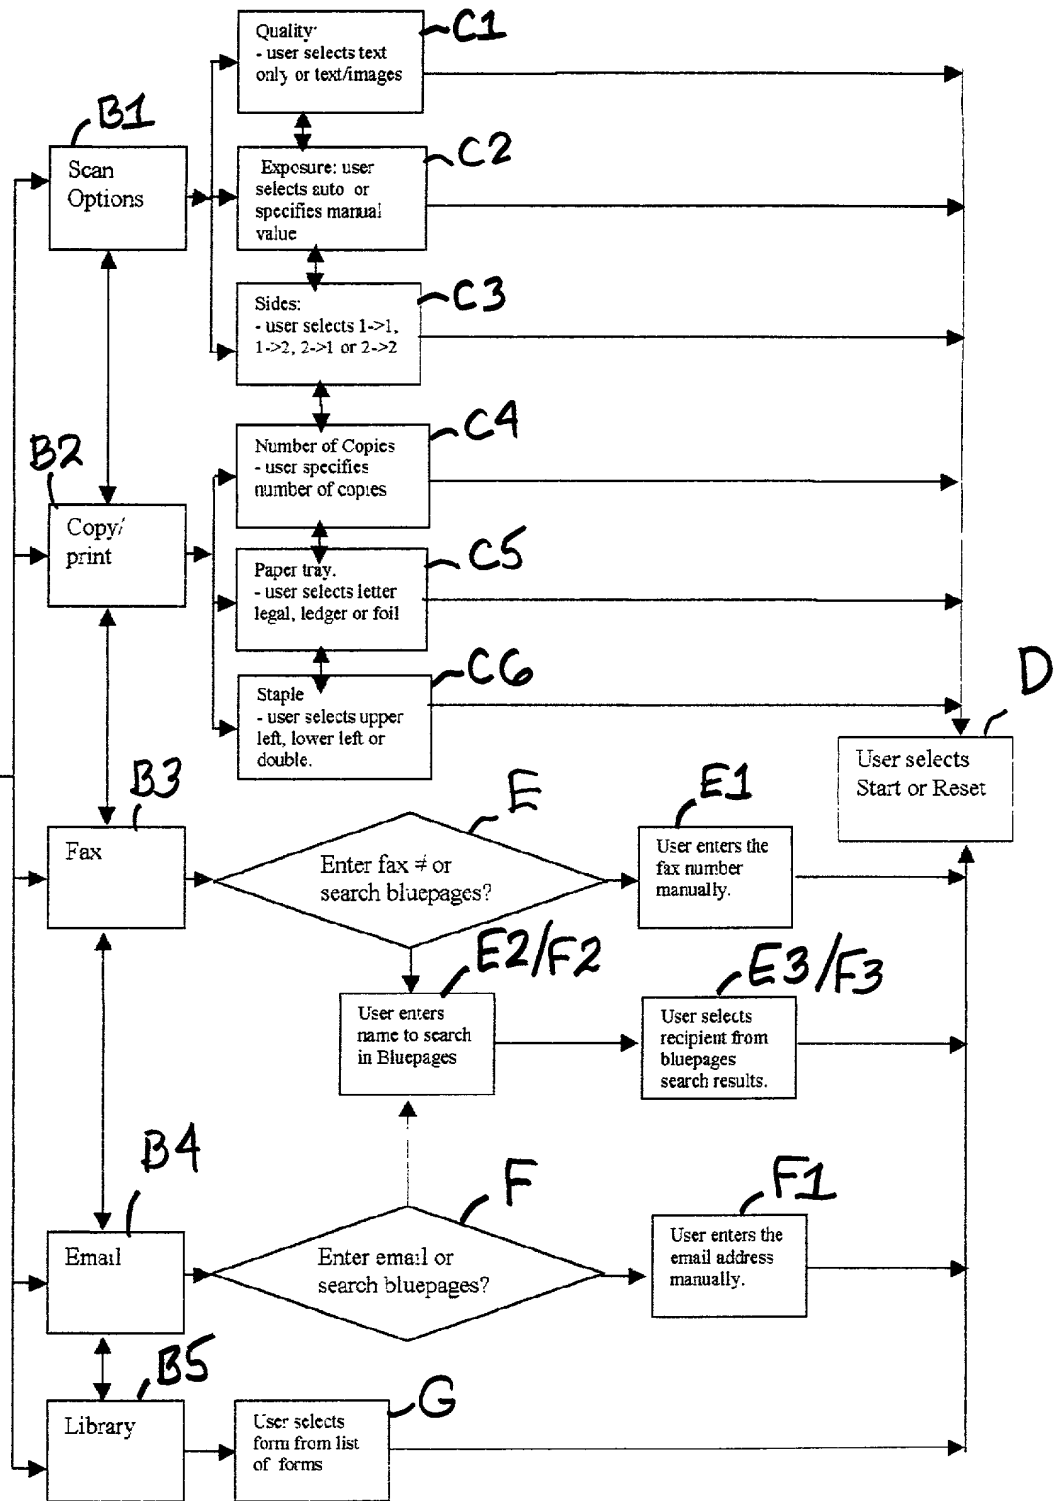 Quality:
- user selects text
only or text/images
C1
B1
Scan
Options
Exposure: user
selects auto or
specifies manual
value
C2
Sides:
- user selects 1->1,
1->2, 2->1 or 2->2
C3
B2
Copy/
print
Number of Copies
- user specifies
number of copies
C4
Paper tray.
- user selects letter
legal, ledger or foil
C5
Staple
- user selects upper
left, lower left or
double.
C6
D
User selects
Start or Reset
B3
Fax
E
Enter fax # or
search bluepages?
E1
User enters the
fax number
manually.
E2/F2
User enters
name to search
in Bluepages
E3/F3
User selects
recipient from
bluepages
search results.
B4
Email
F
Enter email or
search bluepages?
F1
User enters the
email address
manually.
B5
Library
G
User selects
form from list
of forms